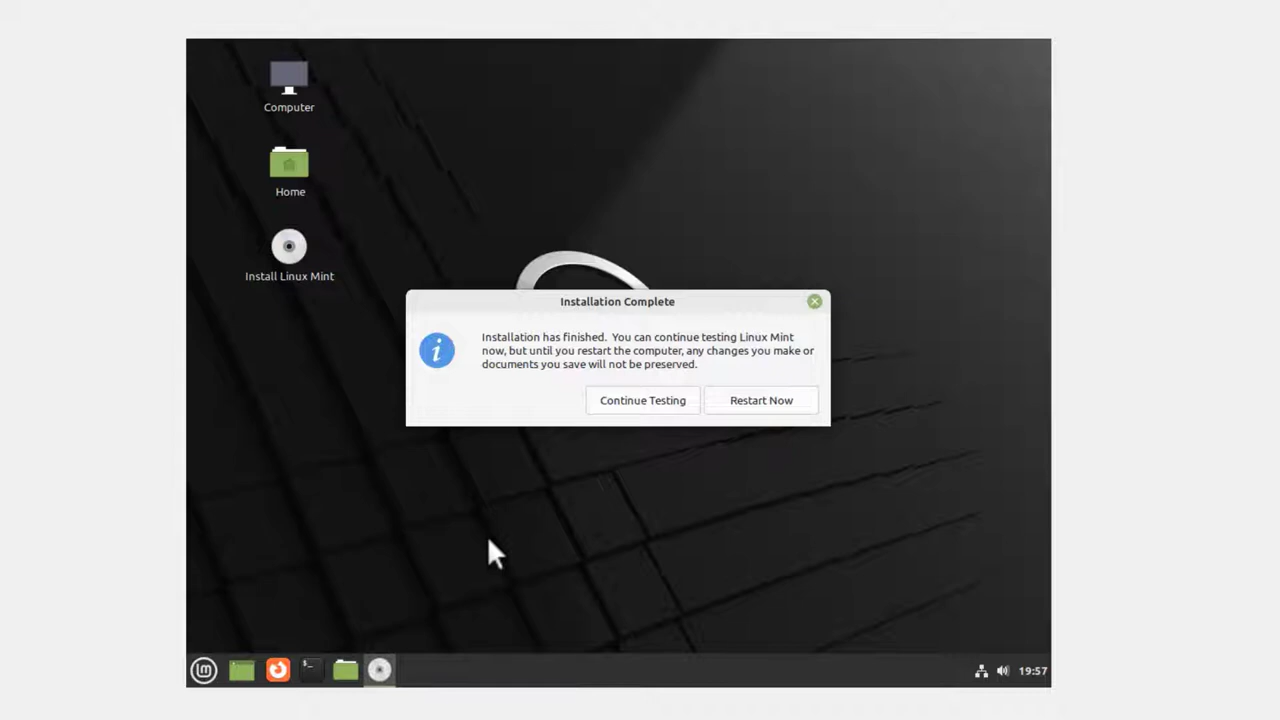 Computer
Home
Install Linux Mint
Installation Complete
Installation has finished. You can continue testing Linux Mint
now, but until you restart the computer, any changes you make or
documents you save will not be preserved.
Continue Testing
Restart Now
19:57